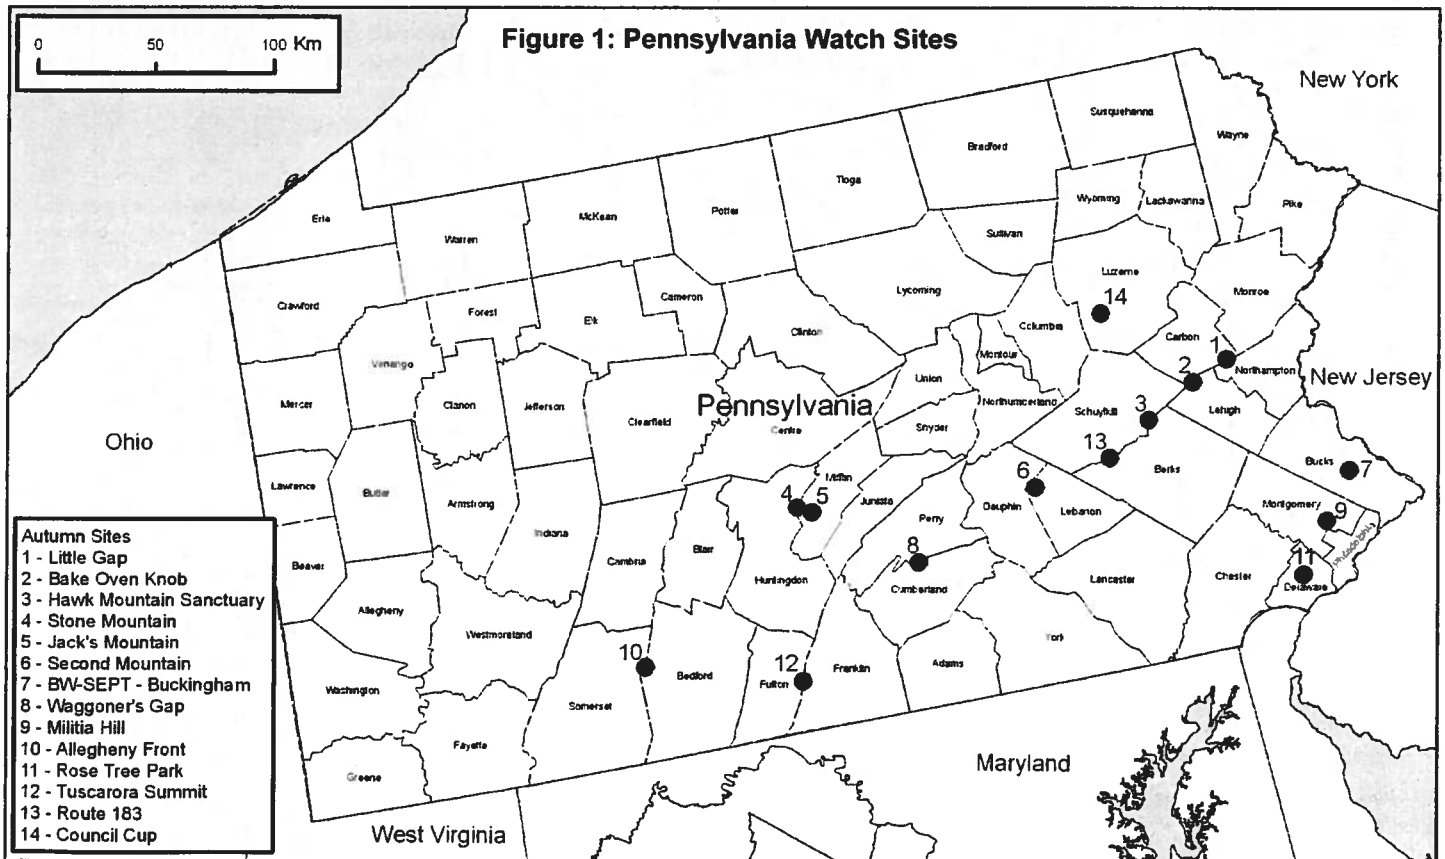 Figure 1: Pennsylvania Watch Sites
0 50 100 Km
New York
Susquehanna
Wayne
Bradford
Tioga
Wyoming
Lackawanna
Pike
Potter
McKean
Erie
Warren
Sullivan
Luzerne
14
Monroe
Lycoming
Cameron
Crawford
Forest
Elk
Clinton
Columbia
Carbon
1
Montour
Northampton
New Jersey
Venango
2
Union
Mercer
Clarion
Jefferson
Pennsylvania
Northumberland
Schuylkill
3
Lehigh
Clearfield
Centre
Snyder
Ohio
13
Berks
Bucks
7
Mifflin
6
Lawrence
Butler
Armstrong
4
5
Juniata
Dauphin
Lebanon
Montgomery
9
Perry
Philadelphia
Indiana
Blair
8
11
Beaver
Cambria
Huntingdon
Cumberland
Lancaster
Chester
Delaware
Allegheny
Westmoreland
York
10
12
Franklin
Adams
Bedford
Fulton
Washington
Somerset
Fayette
Greene
Maryland
West Virginia
Autumn Sites
1 - Little Gap
2 - Bake Oven Knob
3 - Hawk Mountain Sanctuary
4 - Stone Mountain
5 - Jack's Mountain
6 - Second Mountain
7 - BW-SEPT - Buckingham
8 - Waggoner's Gap
9 - Militia Hill
10 - Allegheny Front
11 - Rose Tree Park
12 - Tuscarora Summit
13 - Route 183
14 - Council Cup